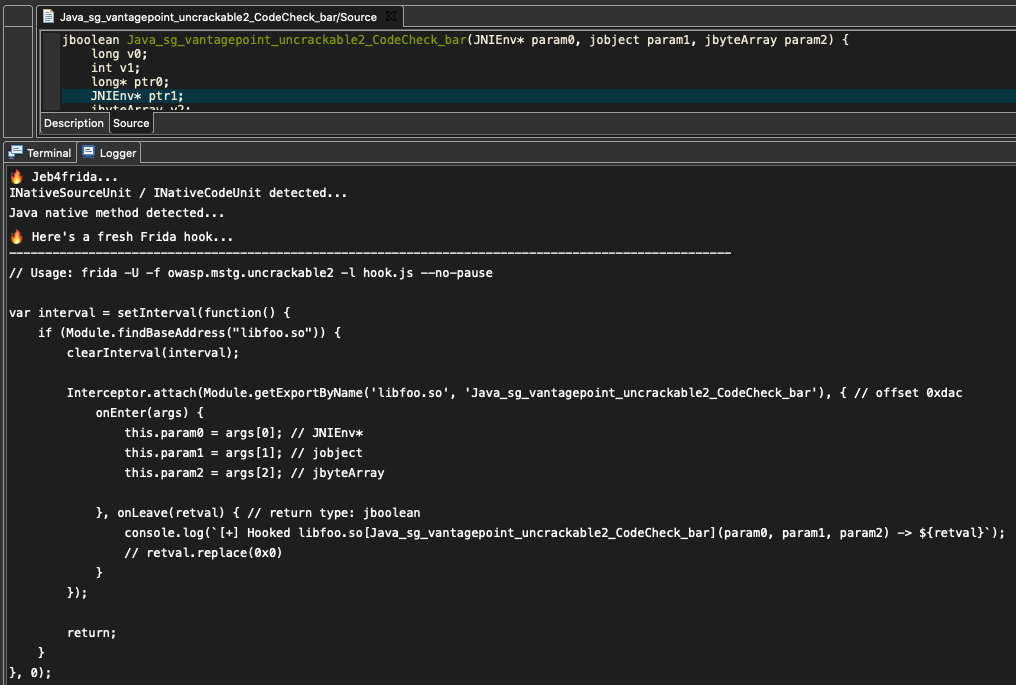 Java_sg_vantagepoint_uncrackable2_CodeCheck_bar/Source
jboolean Java_sg_vantagepoint_uncrackable2_CodeCheck_bar(JNIEnv* param0, jobject param1, jbyteArray param2) {
    long v0;
    int v1;
    long* ptr0;
    JNIEnv* ptr1;
    jbyteArray v2;
Description Source
Terminal Logger
🔥 Jeb4frida...
INativeSourceUnit / INativeCodeUnit detected...
Java native method detected...
🔥 Here's a fresh Frida hook...
// Usage: frida -U -f owasp.mstg.uncrackable2 -l hook.js --no-pause
var interval = setInterval(function() {
    if (Module.findBaseAddress("libfoo.so")) {
        clearInterval(interval);
        Interceptor.attach(Module.getExportByName('libfoo.so', 'Java_sg_vantagepoint_uncrackable2_CodeCheck_bar'), { // offset 0xdac
            onEnter(args) {
                this.param0 = args[0]; // JNIEnv*
                this.param1 = args[1]; // jobject
                this.param2 = args[2]; // jbyteArray
            }, onLeave(retval) { // return type: jboolean
                console.log(`[+] Hooked libfoo.so[Java_sg_vantagepoint_uncrackable2_CodeCheck_bar](param0, param1, param2) -> ${retval}`);
                // retval.replace(0x0)
            }
        });
        return;
    }
}, 0);